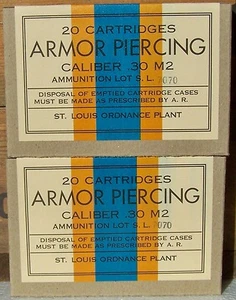 20 CARTRIDGES
ARMOR PIERCING
CALIBER .30 M2
AMMUNITION LOT S. L. 7070
DISPOSAL OF EMPTIED CARTRIDGE CASES
MUST BE MADE AS PRESCRIBED BY A. R.
ST. LOUIS ORDNANCE PLANT
20 CARTRIDGES
ARMOR PIERCING
CALIBER .30 M2
AMMUNITION LOT S. L. 7070
DISPOSAL OF EMPTIED CARTRIDGE CASES
MUST BE MADE AS PRESCRIBED BY A. R.
ST. LOUIS ORDNANCE PLANT